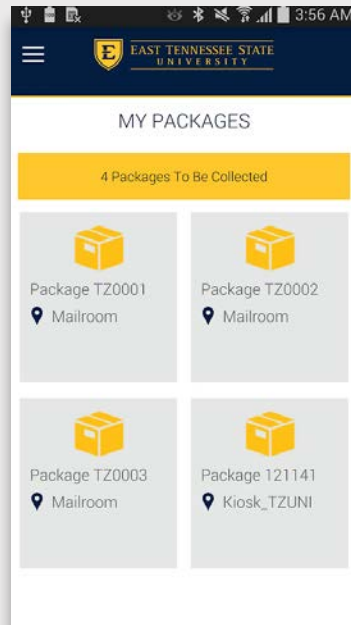 3:56 AM
E
EAST TENNESSEE STATE
UNIVERSITY
MY PACKAGES
4 Packages To Be Collected
Package TZ0001
Mailroom
Package TZ0002
Mailroom
Package TZ0003
Mailroom
Package 121141
Kiosk_TZUNI